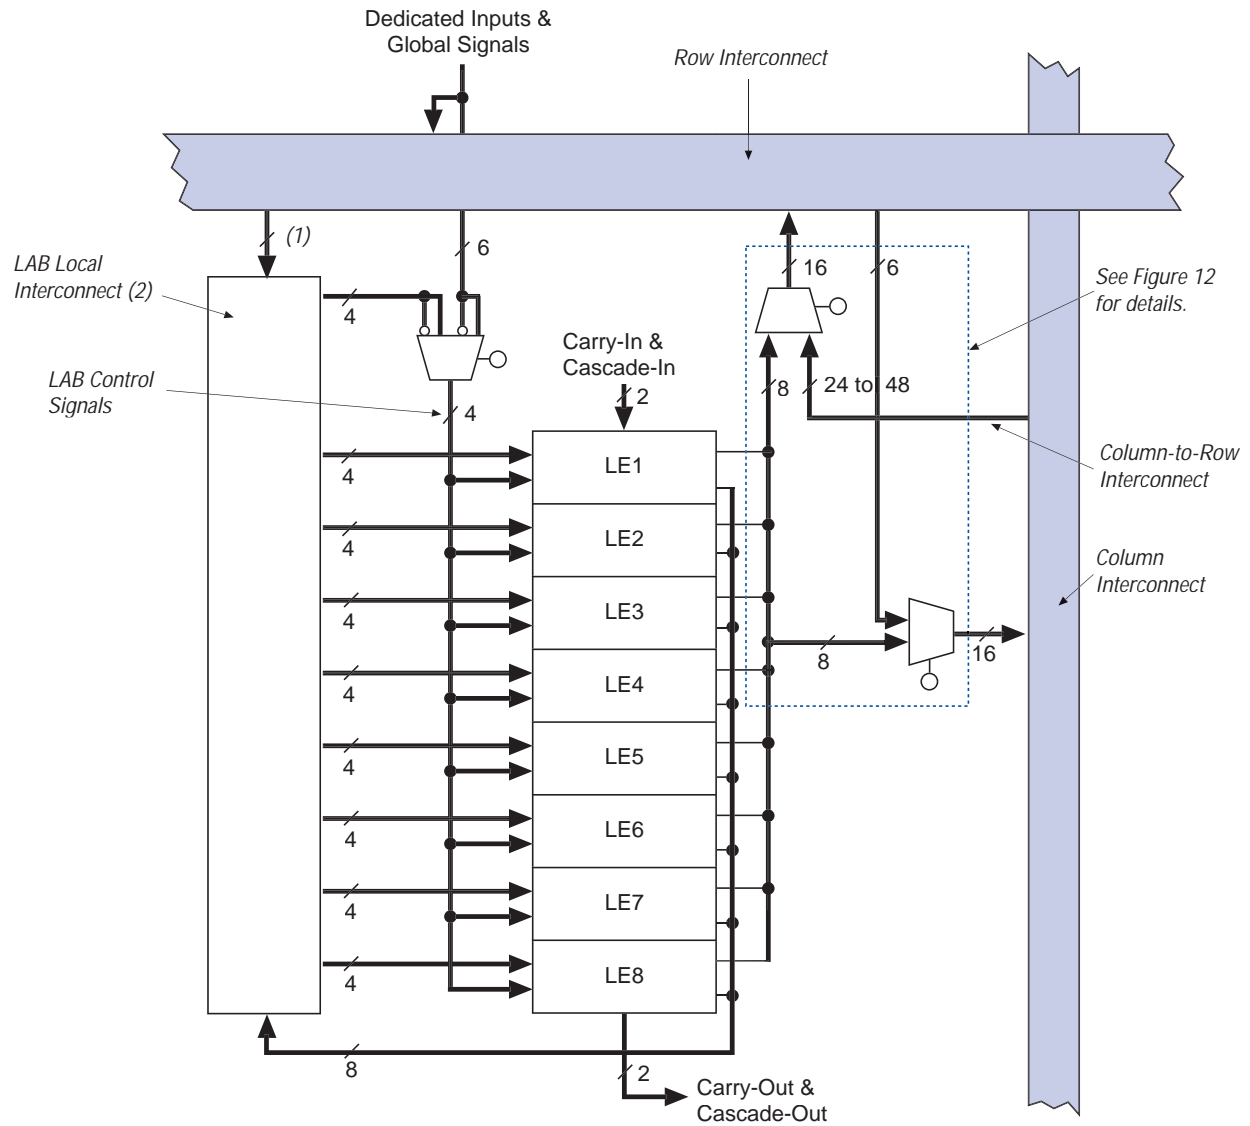 Dedicated Inputs &
Global Signals
Row Interconnect
(1)
6
16
6
LAB Local
Interconnect (2)
See Figure 12
for details.
4
Carry-In &
Cascade-In
LAB Control
Signals
2
8
24 to 48
4
Column-to-Row
Interconnect
4
LE1
4
LE2
Column
Interconnect
4
LE3
8
16
4
LE4
4
LE5
4
LE6
4
LE7
4
LE8
8
2
Carry-Out &
Cascade-Out